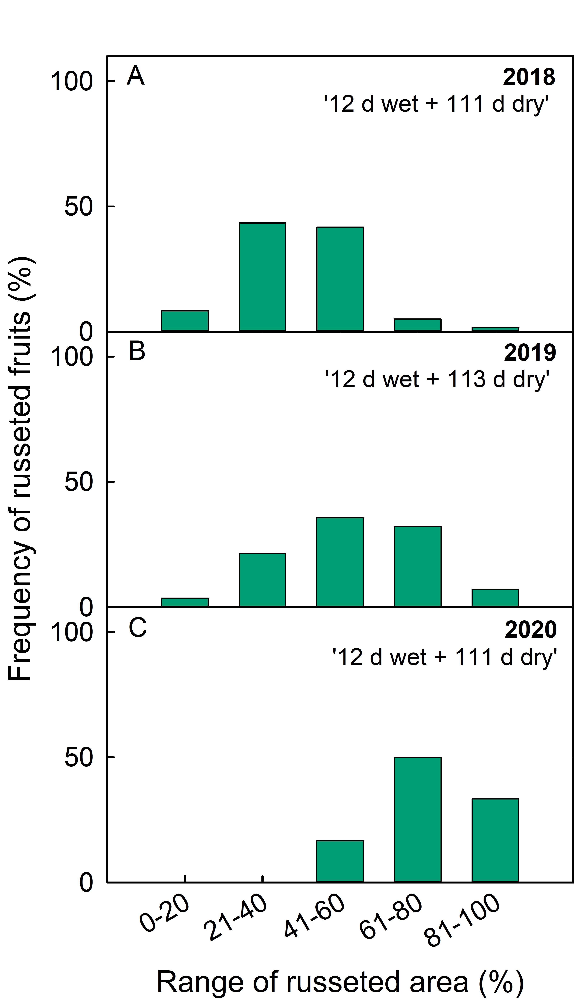 Frequency of russeted fruits (%)
A
2018
'12 d wet + 111 d dry'
100
50
0
B
2019
'12 d wet + 113 d dry'
100
50
0
C
2020
'12 d wet + 111 d dry'
100
50
0
0-20
21-40
41-60
61-80
81-100
Range of russeted area (%)